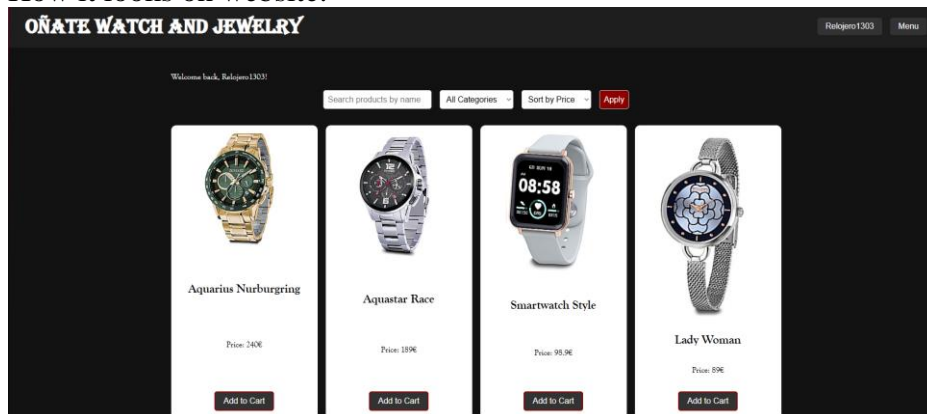 OÑATE WATCH AND JEWELRY
Relojero1303
Menu
Welcome back, Relojero1303!
Search products by name
All Categories
Sort by Price
Apply
08:58
Aquarius Nurburgring
Aquastar Race
Smartwatch Style
Lady Woman
Price: 240€
Price: 189€
Price: 98.9€
Price: 89€
Add to Cart
Add to Cart
Add to Cart
Add to Cart